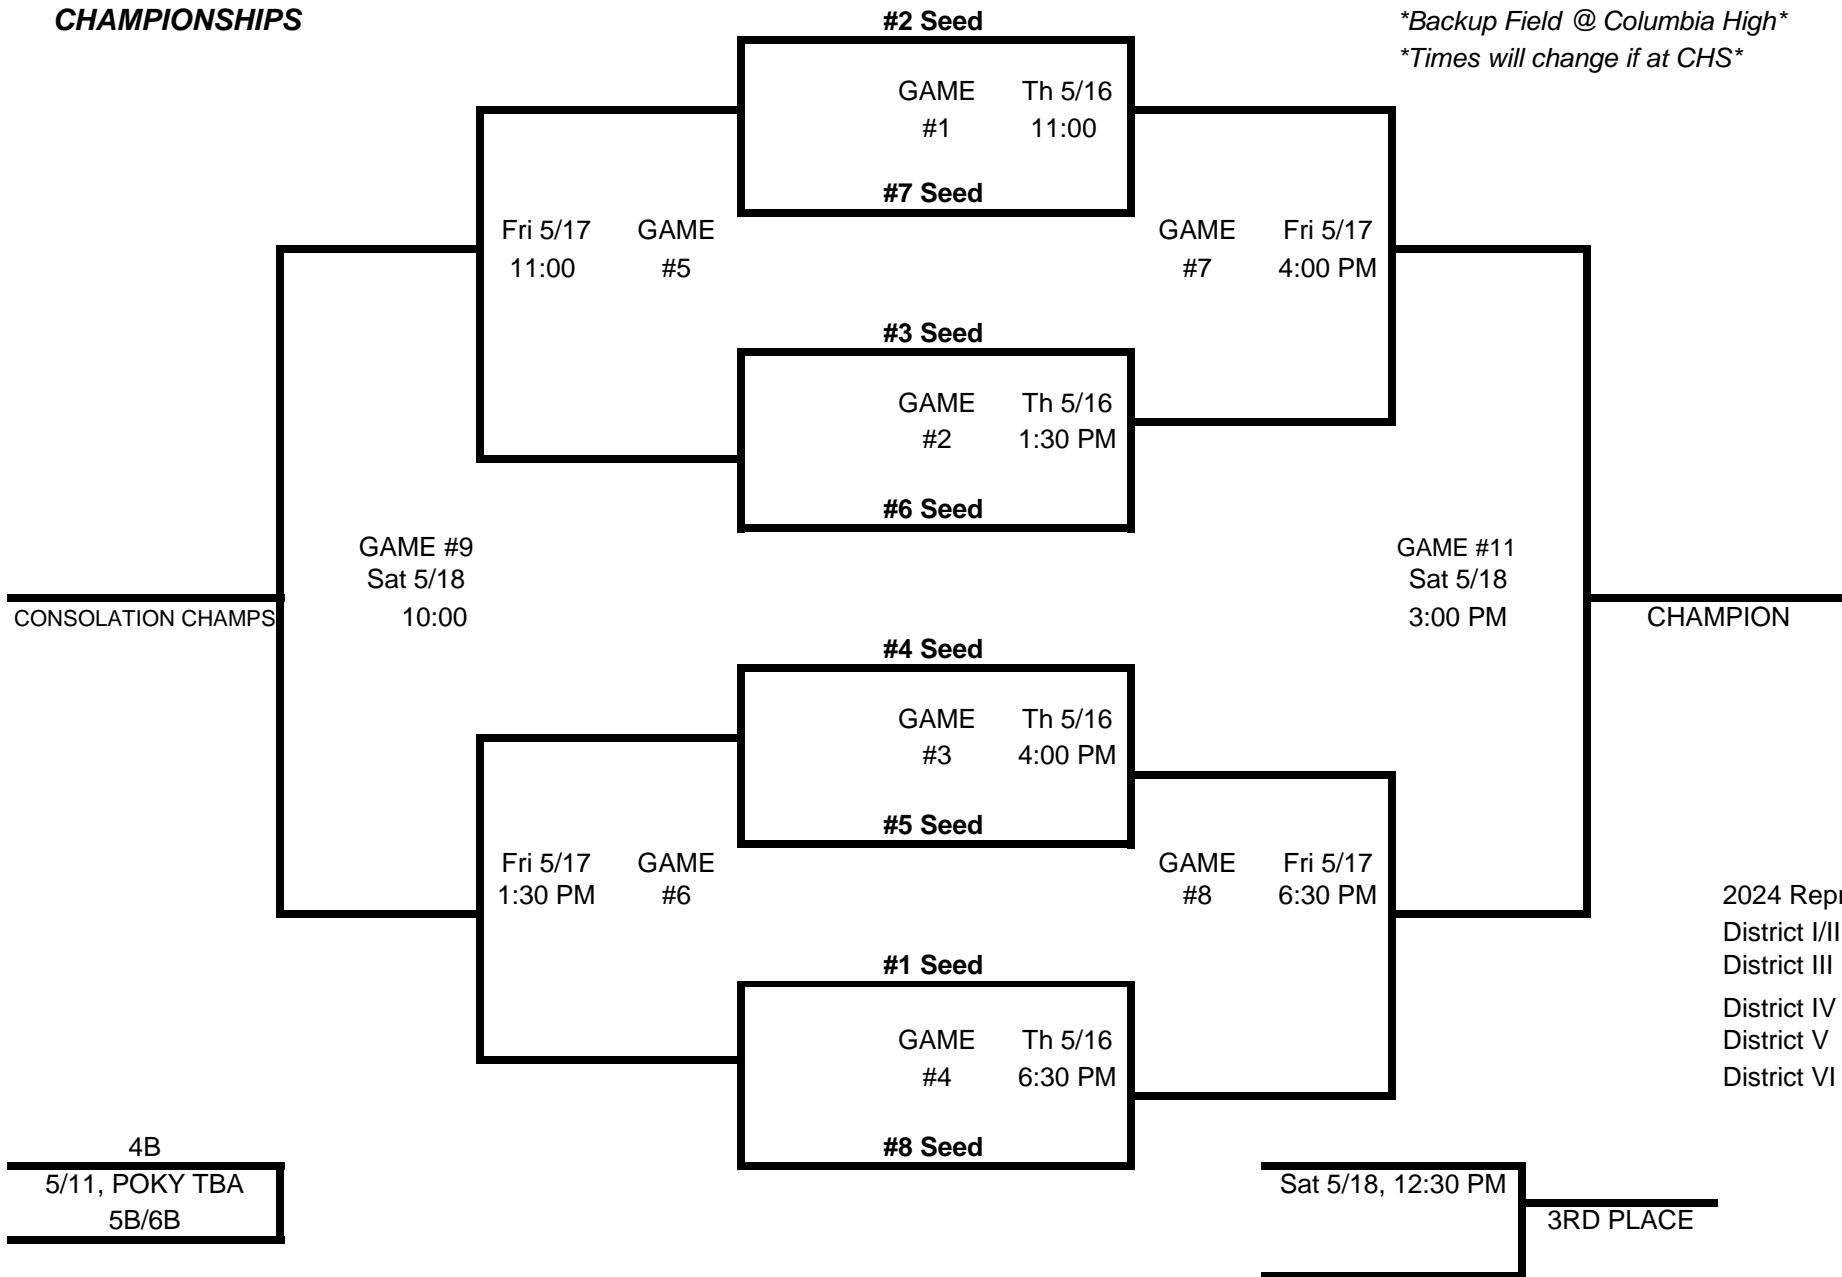 CHAMPIONSHIPS
#2 Seed
*Backup Field @ Columbia High*
*Times will change if at CHS*
GAME Th 5/16
#1 11:00
#7 Seed
Fri 5/17 GAME
11:00 #5
GAME Fri 5/17
#7 4:00 PM
#3 Seed
GAME Th 5/16
#2 1:30 PM
#6 Seed
GAME #9
Sat 5/18
10:00
CONSOLATION CHAMPS
GAME #11
Sat 5/18
3:00 PM
CHAMPION
#4 Seed
GAME Th 5/16
#3 4:00 PM
#5 Seed
Fri 5/17 GAME
1:30 PM #6
GAME Fri 5/17
#8 6:30 PM
2024 Repr
District I/II
District III
District IV
District V
District VI
#1 Seed
GAME Th 5/16
#4 6:30 PM
#8 Seed
4B
5/11, POKY TBA
5B/6B
Sat 5/18, 12:30 PM
3RD PLACE